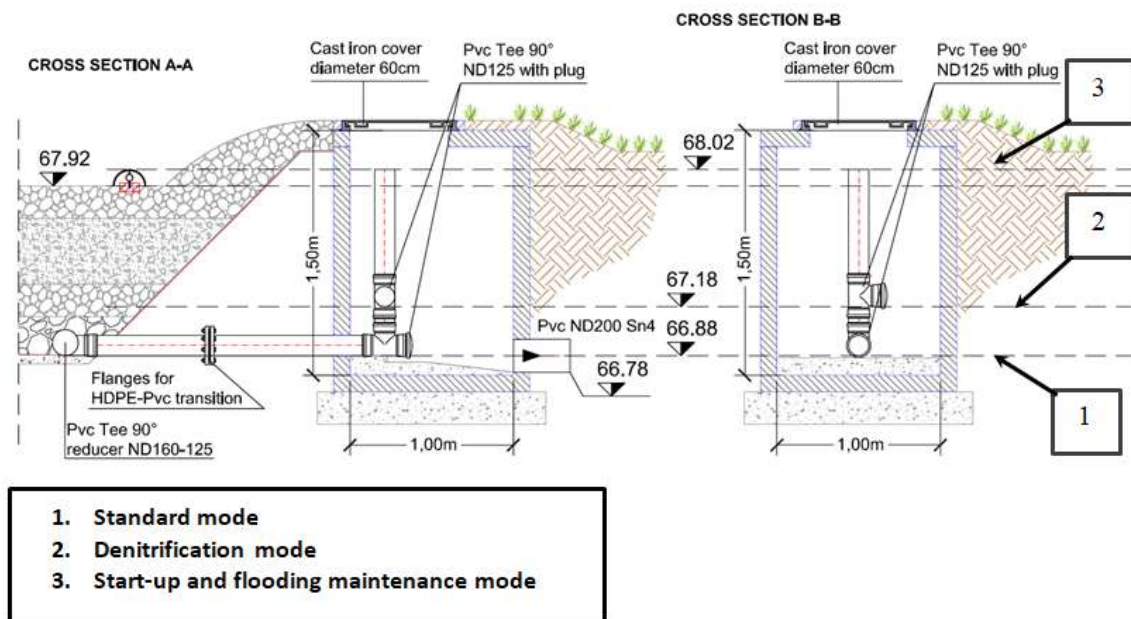 CROSS SECTION B-B
CROSS SECTION A-A
Cast iron cover
diameter 60cm
Pvc Tee 90°
ND125 with plug
Cast iron cover
diameter 60cm
Pvc Tee 90°
ND125 with plug
3
67.92
68.02
2
1,50m
1,50m
67.18
Pvc ND200 Sn4
66.88
66.78
Flanges for
HDPE-Pvc transition
1
Pvc Tee 90°
reducer ND160-125
1,00m
1,00m
1. Standard mode
2. Denitrification mode
3. Start-up and flooding maintenance mode